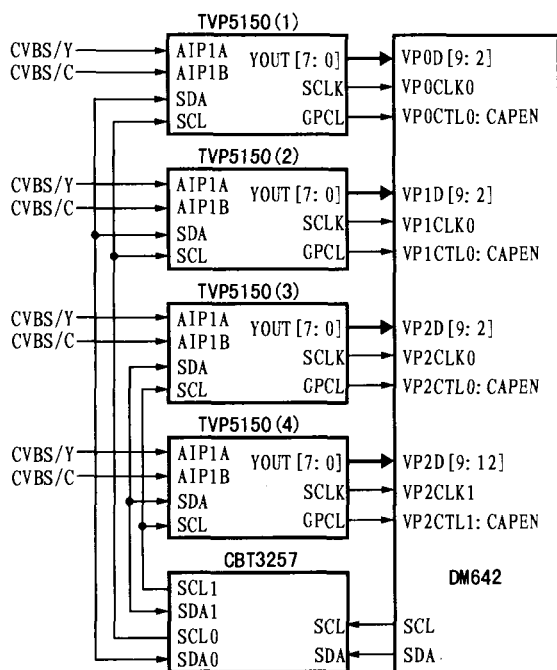 TVP5150(1)
CVBS/Y AIP1A YOUT[7:0] VP0D[9:2]
CVBS/C AIP1B SCLK VP0CLK0
SDA GPCL VP0CTL0:CAPEN
SCL
TVP5150(2)
CVBS/Y AIP1A YOUT[7:0] VP1D[9:2]
CVBS/C AIP1B SCLK VP1CLK0
SDA GPCL VP1CTL0:CAPEN
SCL
TVP5150(3)
CVBS/Y AIP1A YOUT[7:0] VP2D[9:2]
CVBS/C AIP1B SCLK VP2CLK0
SDA GPCL VP2CTL0:CAPEN
SCL
TVP5150(4)
CVBS/Y AIP1A YOUT[7:0] VP2D[9:12]
CVBS/C AIP1B SCLK VP2CLK1
SDA GPCL VP2CTL1:CAPEN
SCL
CBT3257
DM642
SCL1
SDA1
SCL0 SCL SCL
SDA0 SDA SDA